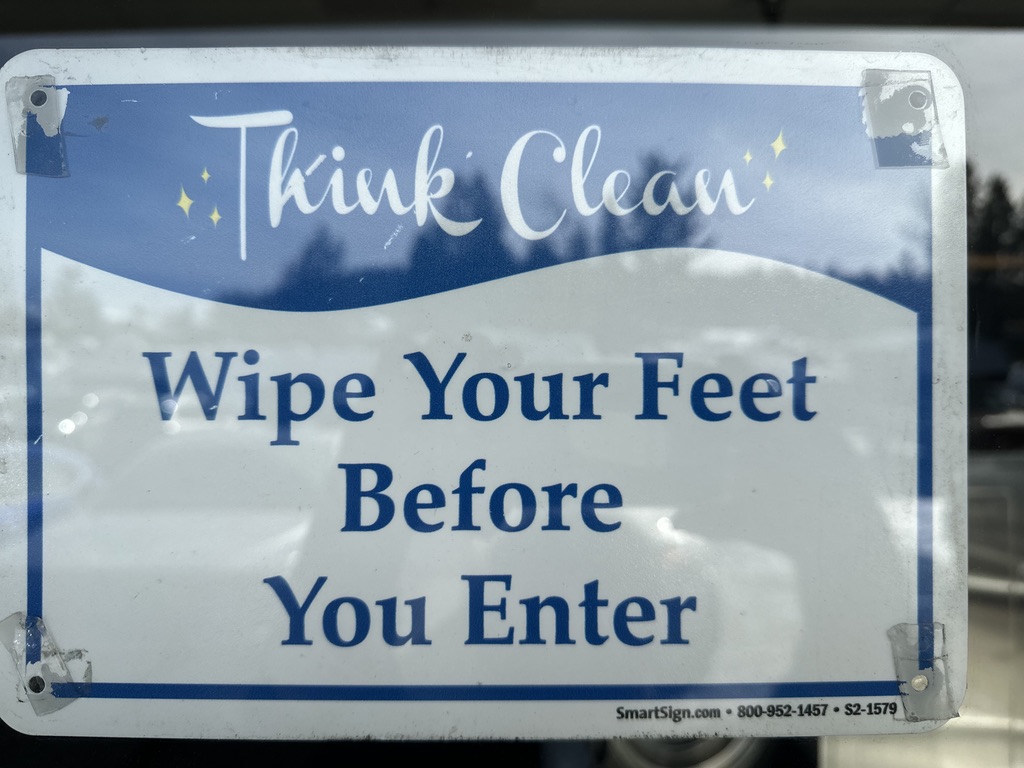 Think Clean
Wipe Your Feet
Before
You Enter
SmartSign.com • 800-952-1457 • S2-1579